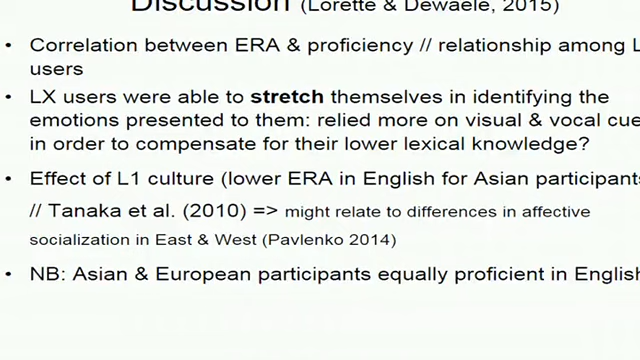 Discussion (Lorette & Dewaele, 2015)
• Correlation between ERA & proficiency // relationship among
users
• LX users were able to stretch themselves in identifying the
emotions presented to them: relied more on visual & vocal
in order to compensate for their lower lexical knowledge?
• Effect of L1 culture (lower ERA in English for Asian participants
// Tanaka et al. (2010) => might relate to differences in affective
socialization in East & West (Pavlenko 2014)
• NB: Asian & European participants equally proficient in English